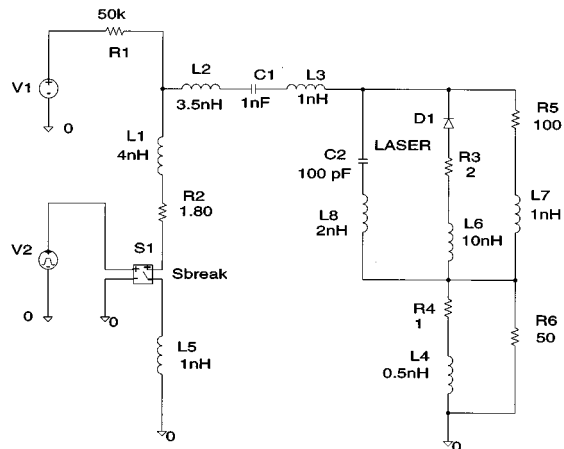 50k
R1
V1
0
L2
3.5nH
C1
1nF
L3
1nH
L1
4nH
R2
1.80
V2
0
S1
Sbreak
0
L5
1nH
0
D1
LASER
C2
100 pF
R3
2
R5
100
L8
2nH
L6
10nH
L7
1nH
R4
1
R6
50
L4
0.5nH
0